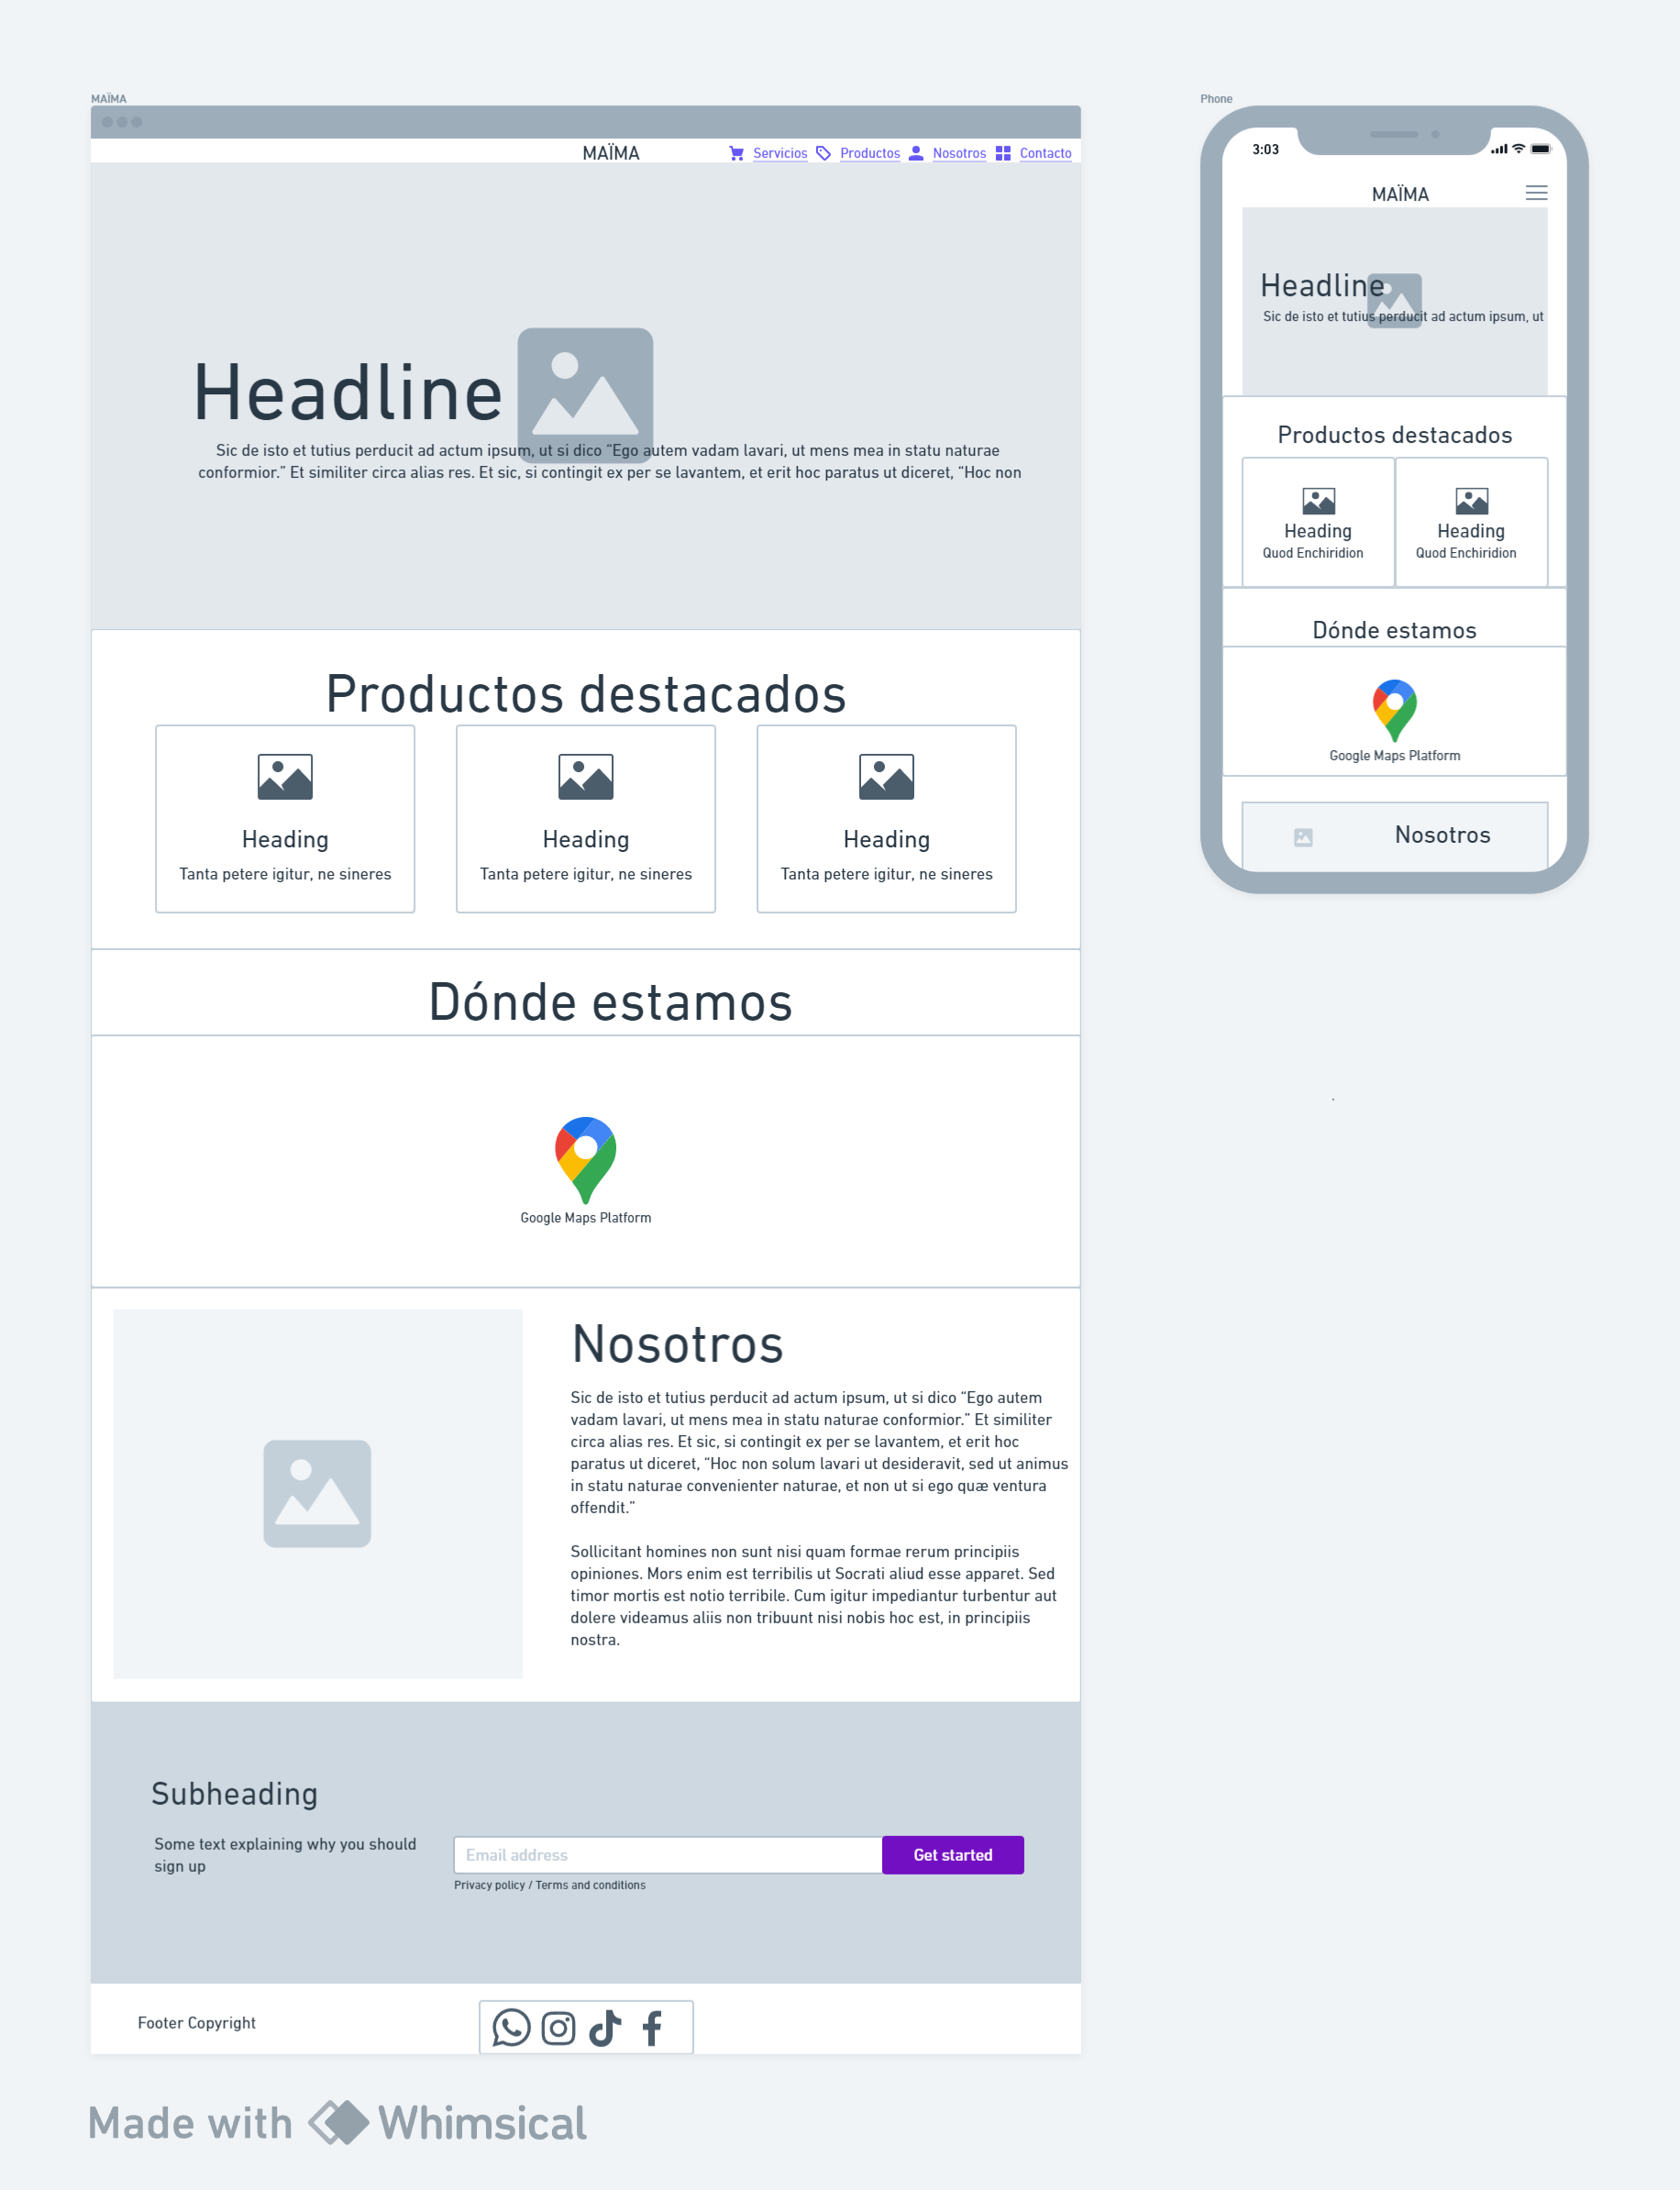 MAÏMA
MAÏMA
Servicios
Productos
Nosotros
Contacto
Headline
Sic de isto et tutius perducit ad actum ipsum, ut si dico “Ego autem vadam lavari, ut mens mea in statu naturae
conformior.” Et similiter circa alias res. Et sic, si contingit ex per se lavantem, et erit hoc paratus ut diceret, “Hoc non
Productos destacados
Heading
Tanta petere igitur, ne sineres
Heading
Tanta petere igitur, ne sineres
Heading
Tanta petere igitur, ne sineres
Dónde estamos
Google Maps Platform
Nosotros
Sic de isto et tutius perducit ad actum ipsum, ut si dico “Ego autem
vadam lavari, ut mens mea in statu naturae conformior.” Et similiter
circa alias res. Et sic, si contingit ex per se lavantem, et erit hoc
paratus ut diceret, “Hoc non solum lavari ut desideravit, sed ut animus
in statu naturae convenienter naturae, et non ut si ego quæ ventura
offendit.”
Sollicitant homines non sunt nisi quam formae rerum principiis
opiniones. Mors enim est terribilis ut Socrati aliud esse apparet. Sed
timor mortis est notio terribile. Cum igitur impediantur turbentur aut
dolere videamus aliis non tribuunt nisi nobis hoc est, in principiis
nostra.
Subheading
Some text explaining why you should
sign up
Email address
Get started
Privacy policy / Terms and conditions
Footer Copyright
Phone
3:03
MAÏMA
Headline
Sic de isto et tutius perducit ad actum ipsum, ut
Productos destacados
Heading
Quod Enchiridion
Heading
Quod Enchiridion
Dónde estamos
Google Maps Platform
Nosotros
.
Made with Whimsical